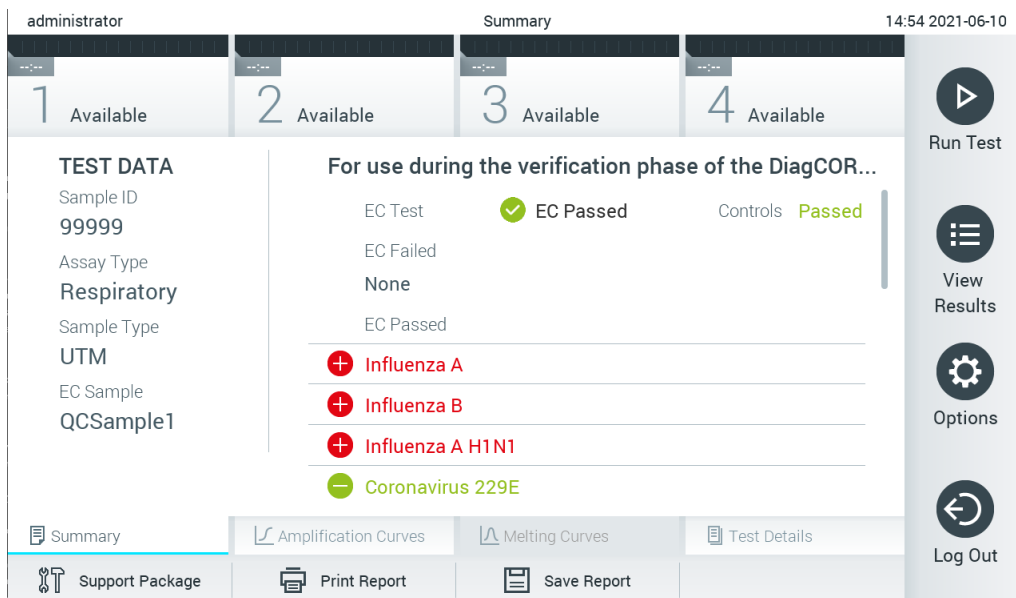 administrator
Summary
14:54 2021-06-10
--:--
1 Available
--:--
2 Available
--:--
3 Available
--:--
4 Available
TEST DATA
Sample ID
99999
Assay Type
Respiratory
Sample Type
UTM
EC Sample
QCSample1
For use during the verification phase of the DiagCOR...
EC Test EC Passed Controls Passed
EC Failed
None
EC Passed
Influenza A
Influenza B
Influenza A H1N1
Coronavirus 229E
Run Test
View
Results
Options
Log Out
Summary
Amplification Curves
Melting Curves
Test Details
Support Package
Print Report
Save Report